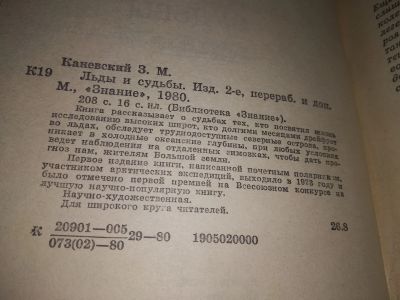 Каневский З. М.
К19 Льды и судьбы. Изд. 2-е, перераб. и доп.
М., «Знание», 1980.
208 с. 16 с. ил. (Библиотека «Знание»).
Книга рассказывает о судьбах тех, кто посвятил жизнь
исследованию высоких широт, кто долгими месяцами дрейфует
во льдах, обследует труднодоступные северные острова, про-
никает в холодные океанские глубины, при любых условиях
ведет наблюдения на отдаленных зимовках, чтобы дать про-
гнозы нам, жителям Большой земли.
Первое издание книги, написанной почетным полярником,
участником арктических экспедиций, выходило в 1973 году и
было отмечено первой премией на Всесоюзном конкурсе на
лучшую научно-популярную книгу.
Научно-художественная.
Для широкого круга читателей.
К 20901—005 29—80 1905020000 26.8
073(02)—80